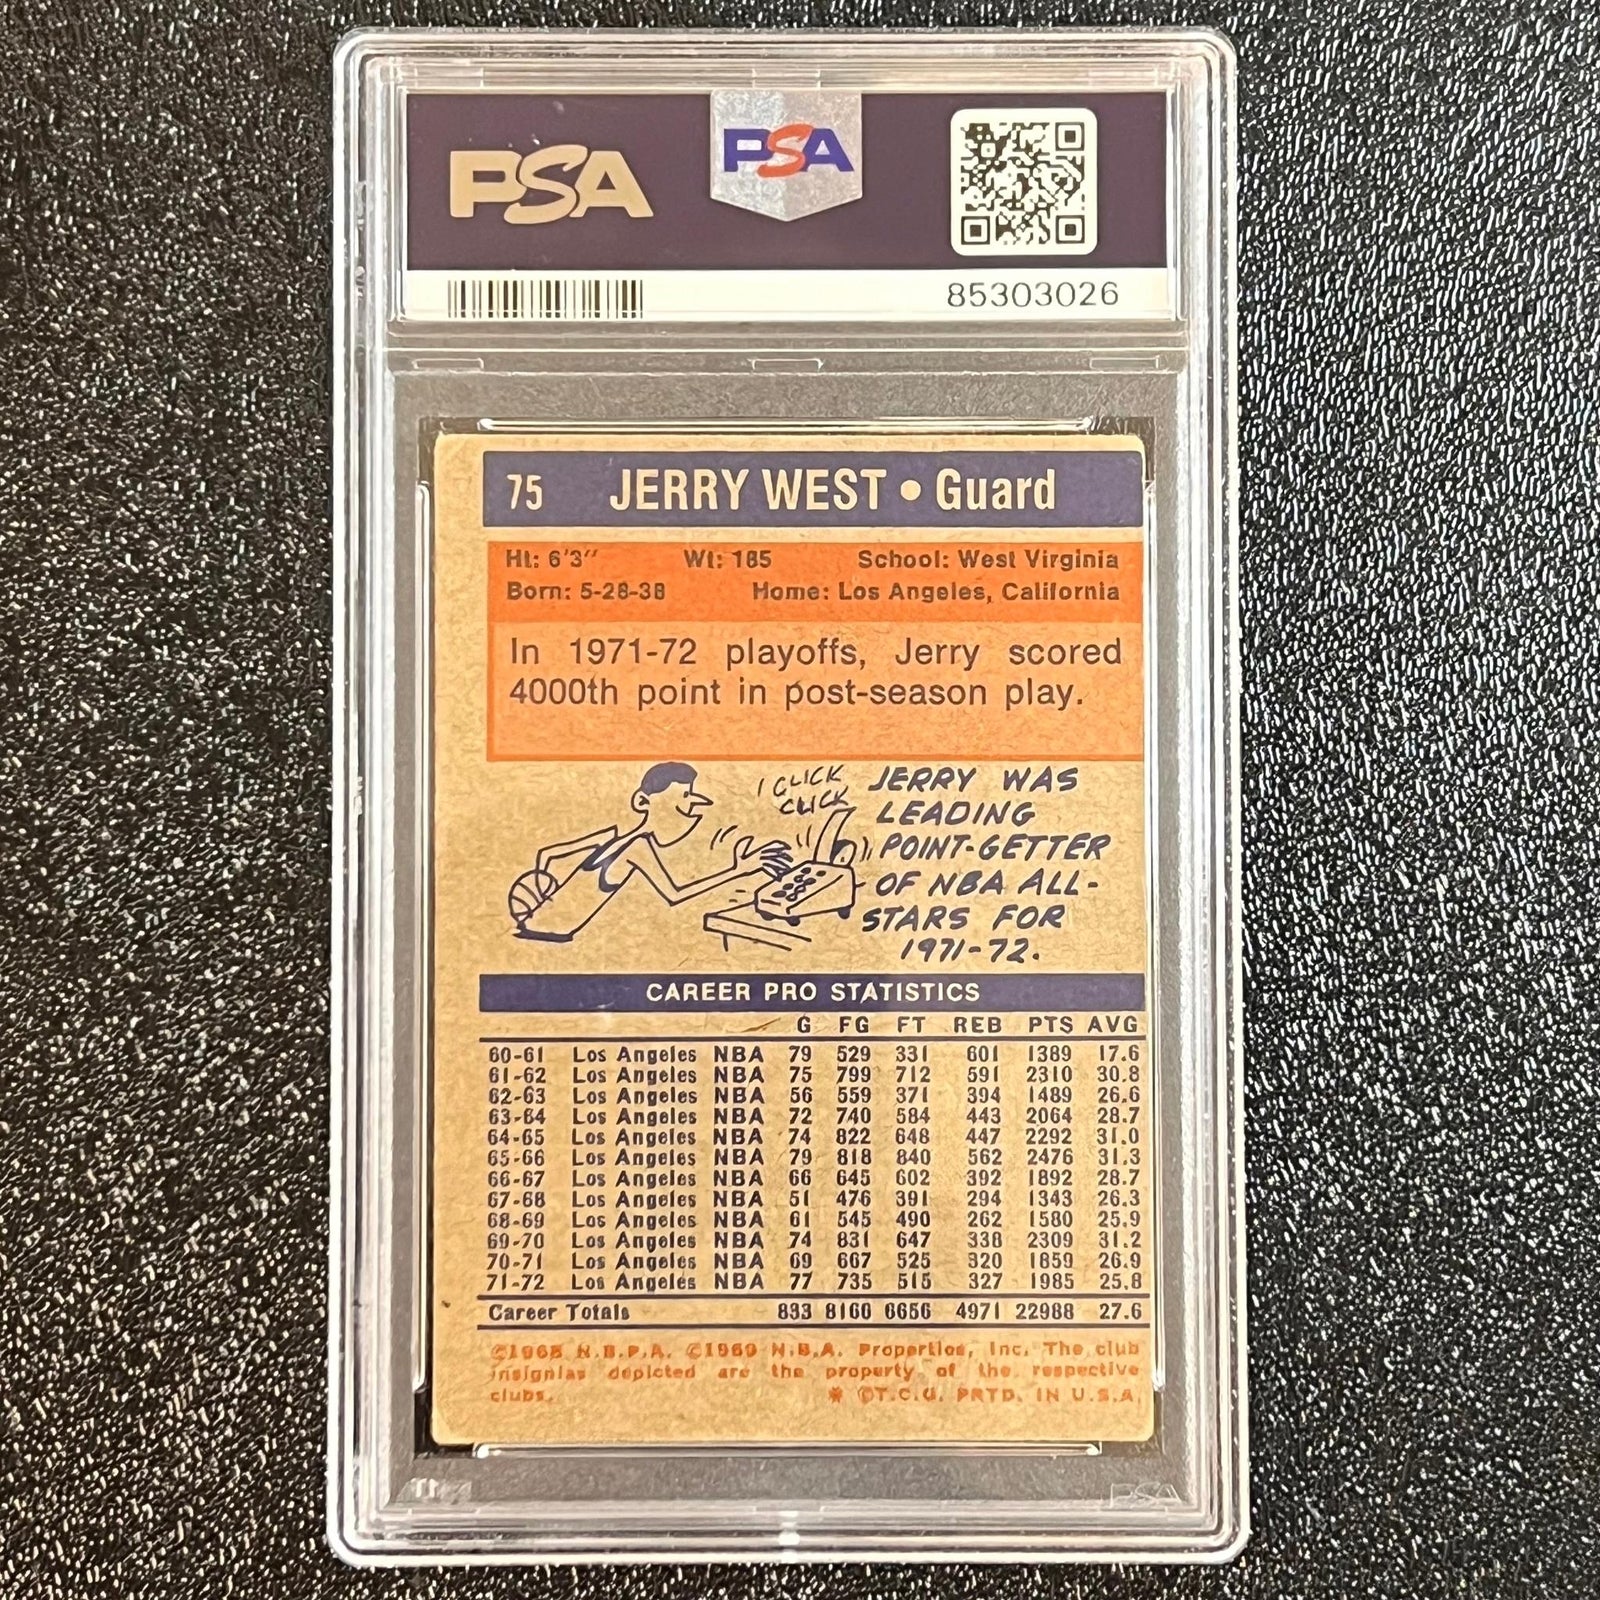 PSA
PSA
85303026
75 JERRY WEST • Guard
Ht: 6'3" Wt: 185 School: West Virginia
Born: 5-28-38 Home: Los Angeles, California
In 1971-72 playoffs, Jerry scored
4000th point in post-season play.
CLICK
CLICK
JERRY WAS
LEADING
POINT-GETTER
OF NBA ALL-
STARS FOR
1971-72.
CAREER PRO STATISTICS
G FG FT REB PTS AVG
60-61 Los Angeles NBA 79 529 331 601 1389 17.6
61-62 Los Angeles NBA 75 799 712 591 2310 30.8
62-63 Los Angeles NBA 56 559 371 394 1489 26.6
63-64 Los Angeles NBA 72 740 584 443 2064 28.7
64-65 Los Angeles NBA 74 822 648 447 2292 31.0
65-66 Los Angeles NBA 79 818 840 562 2476 31.3
66-67 Los Angeles NBA 66 645 602 392 1892 28.7
67-68 Los Angeles NBA 51 476 391 294 1343 26.3
68-69 Los Angeles NBA 61 545 490 262 1580 25.9
69-70 Los Angeles NBA 74 831 647 338 2309 31.2
70-71 Los Angeles NBA 69 667 525 320 1859 26.9
71-72 Los Angeles NBA 77 735 515 327 1985 25.8
Career Totals 833 8166 6656 4971 22988 27.6
©1968 N.B.P.A. ©1969 N.B.A. Properties, Inc. The club
insignias depicted are the property of the respective
clubs. * ©T.C.G. PRTD. IN U.S.A.
PSA